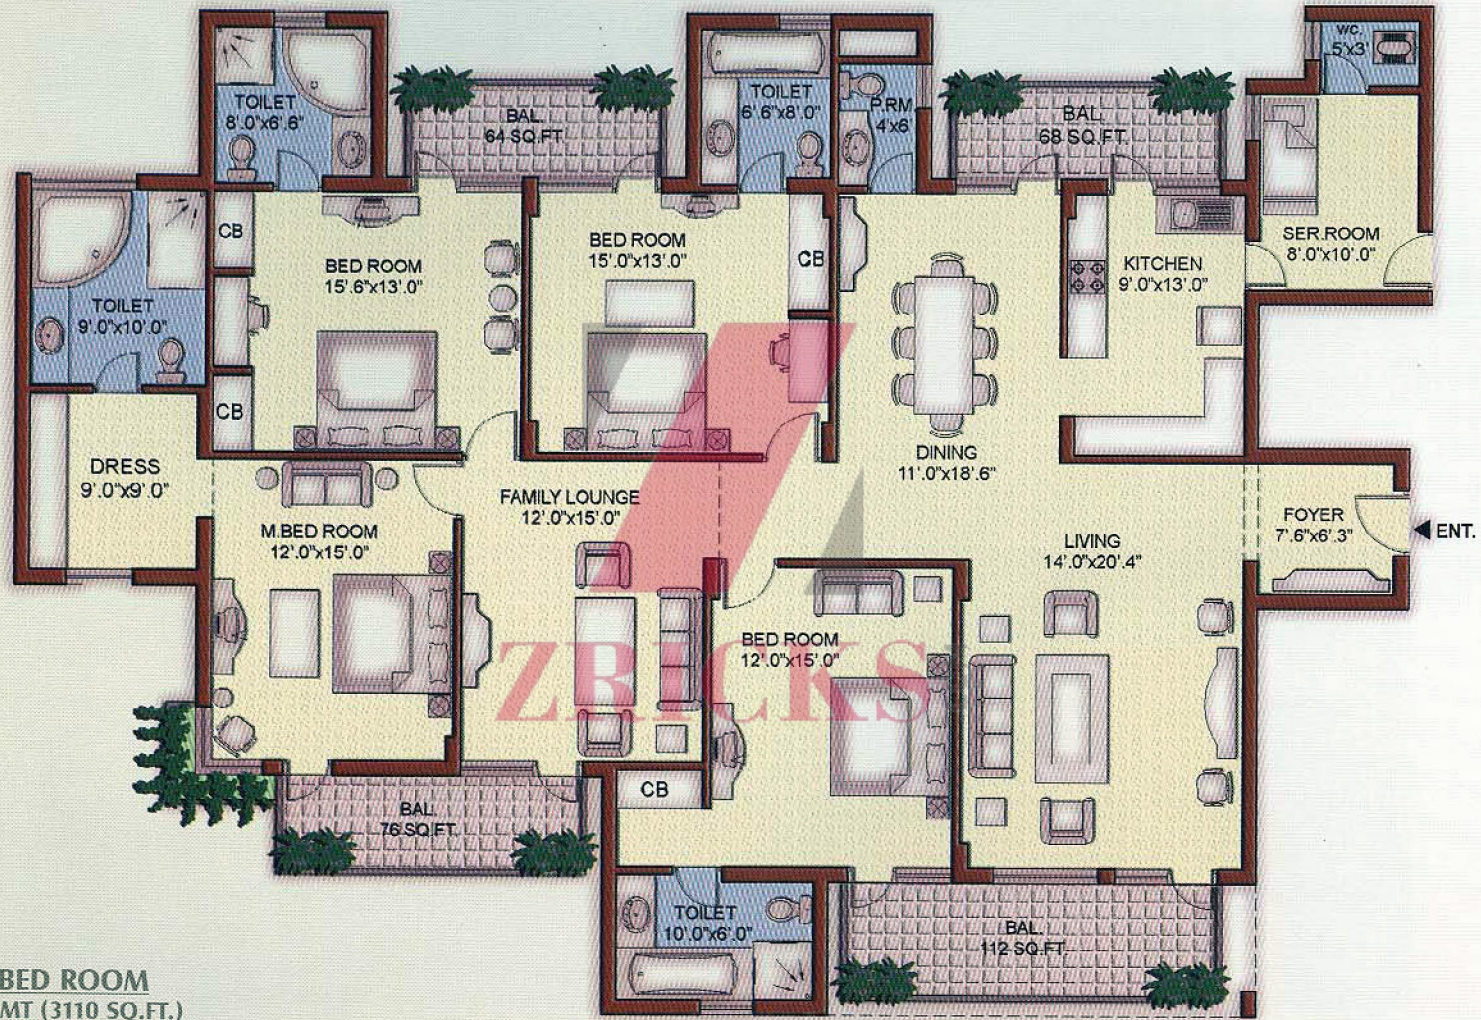 WC.
5'x3'
TOILET
8'.0"x6'.6"
BAL.
64 SQ.FT.
TOILET
6'.6"x8'.0"
P.RM
4'x6'
BAL.
68 SQ.FT.
SER.ROOM
8'.0"x10'.0"
CB
BED ROOM
15'.6"x13'.0"
BED ROOM
15'.0"x13'.0"
CB
KITCHEN
9'.0"x13'.0"
TOILET
9'.0"x10'.0"
CB
DRESS
9'.0"x9'.0"
DINING
11'.0"x18'.6"
FAMILY LOUNGE
12'.0"x15'.0"
M.BED ROOM
12'.0"x15'.0"
FOYER
7'.6"x6'.3"
ENT.
LIVING
14'.0"x20'.4"
BED ROOM
12'.0"x15'.0"
ZRICKS
CB
BAL.
76 SQ.FT.
TOILET
10'.0"x6'.0"
BAL.
112 SQ.FT.
BED ROOM
MT (3110 SQ.FT.)